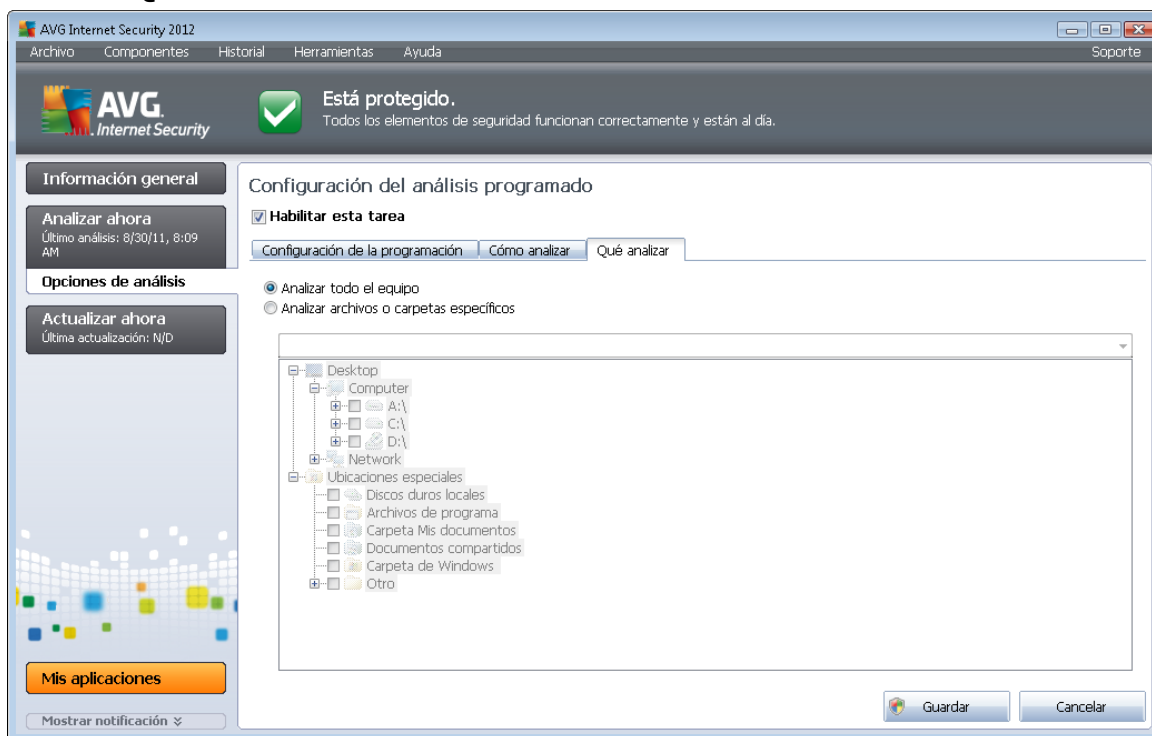 AVG Internet Security 2012
Archivo Componentes Historial Herramientas Ayuda Soporte
AVG.
Internet Security
Está protegido.
Todos los elementos de seguridad funcionan correctamente y están al día.
Información general
Analizar ahora
Último análisis: 8/30/11, 8:09
AM
Opciones de análisis
Actualizar ahora
Última actualización: N/D
Configuración del análisis programado
Habilitar esta tarea
Configuración de la programación Cómo analizar Qué analizar
Analizar todo el equipo
Analizar archivos o carpetas específicos
Desktop
Computer
A:\
C:\
D:\
Network
Ubicaciones especiales
Discos duros locales
Archivos de programa
Carpeta Mis documentos
Documentos compartidos
Carpeta de Windows
Otro
Mis aplicaciones
Mostrar notificación
Guardar Cancelar